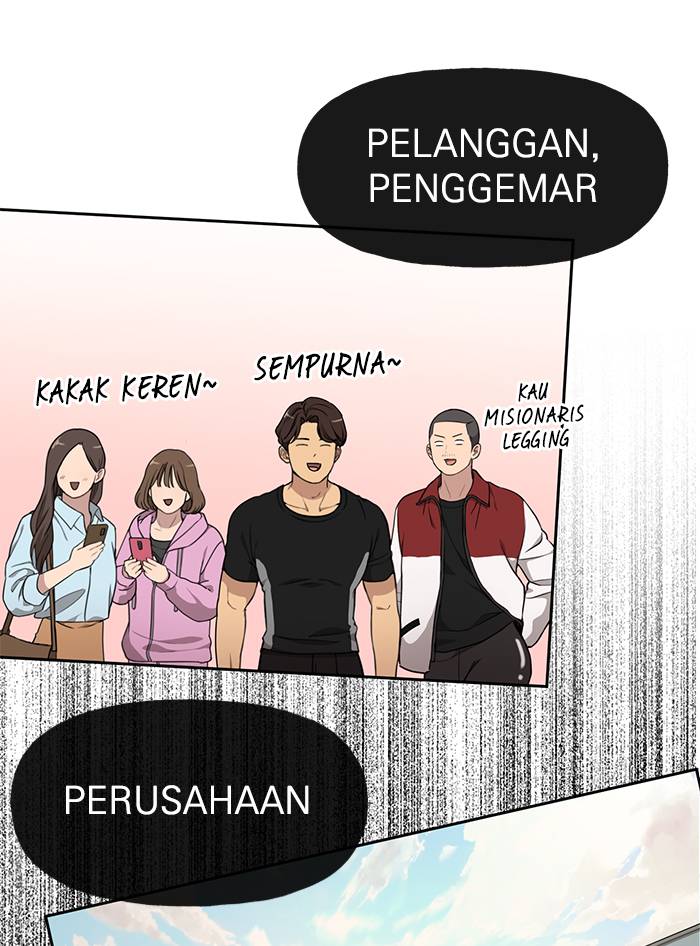 PELANGGAN,
PENGGEMAR
KAKAK KEREN~
SEMPURNA~
KAU
MISIONARIS
LEGGING
PERUSAHAAN